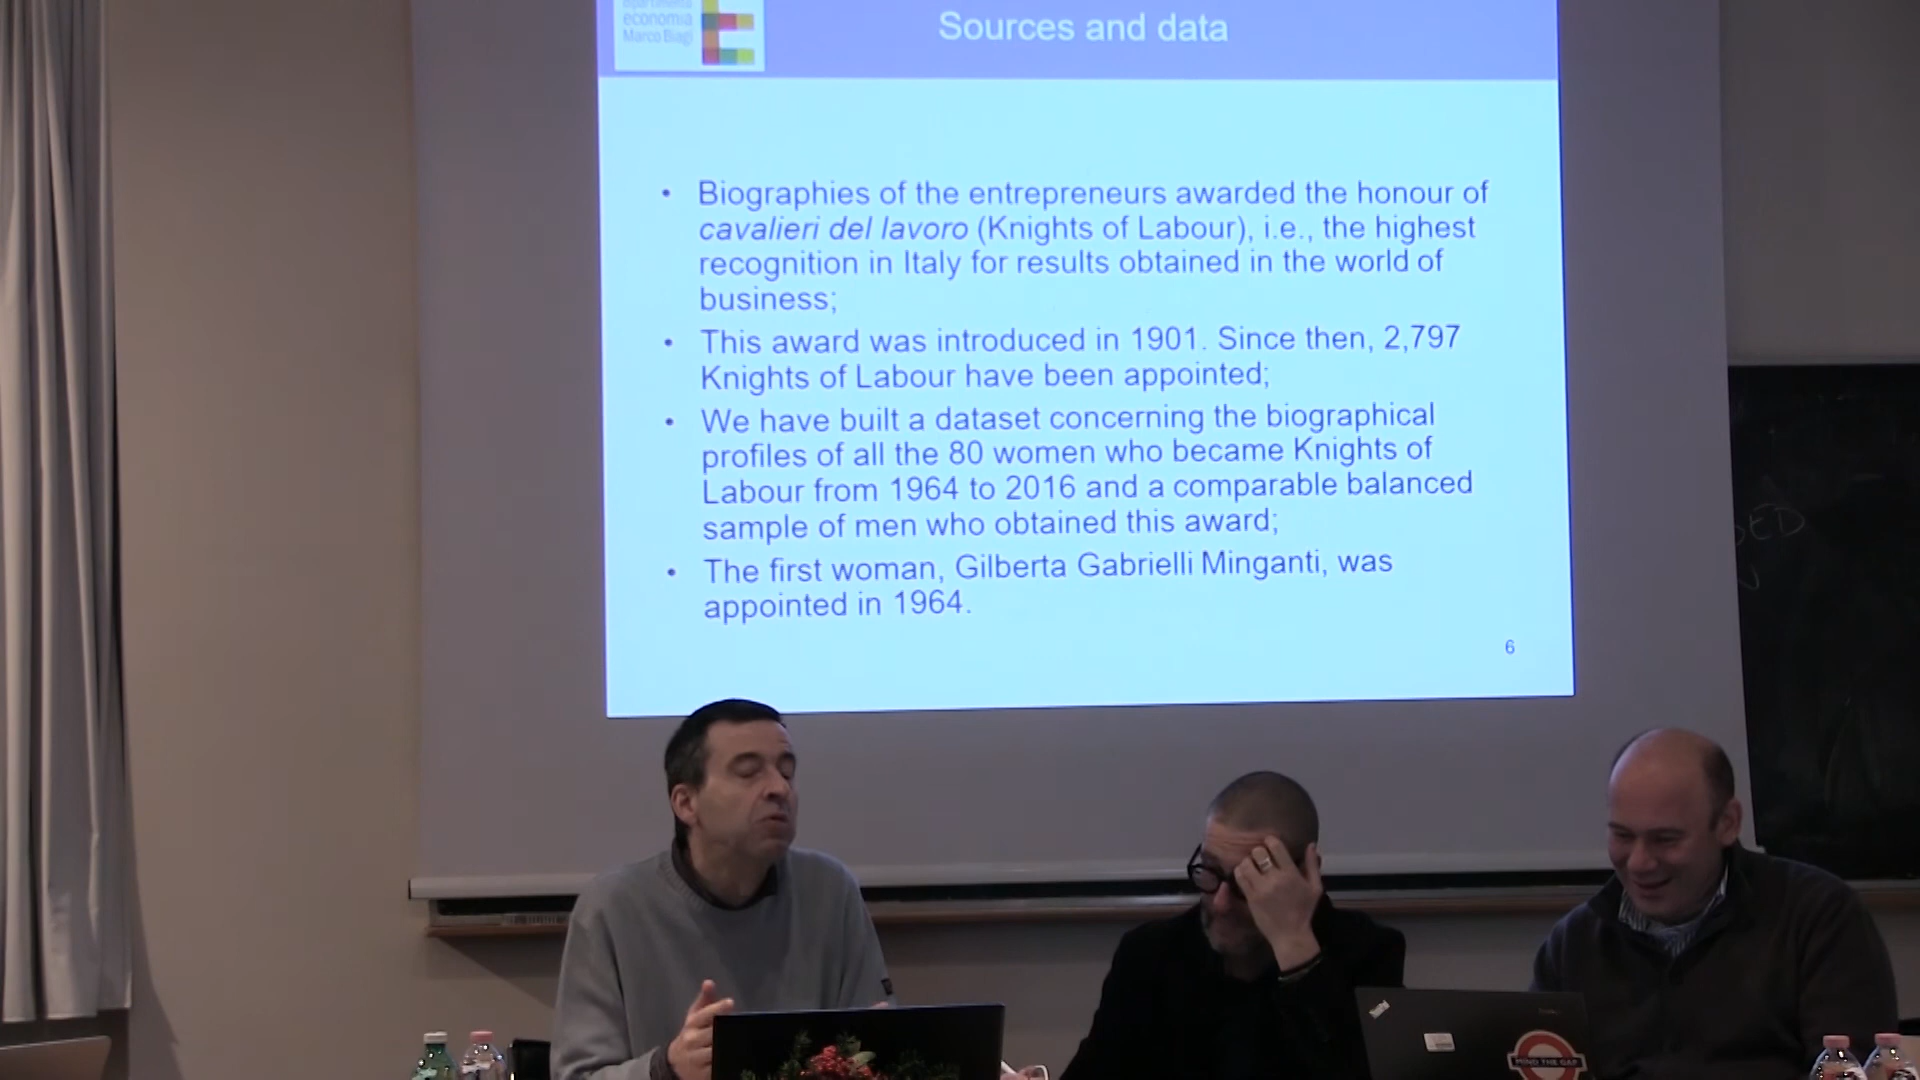 dipartimento
economia
Marco Biagi
Sources and data
• Biographies of the entrepreneurs awarded the honour of
cavalieri del lavoro (Knights of Labour), i.e., the highest
recognition in Italy for results obtained in the world of
business;
• This award was introduced in 1901. Since then, 2,797
Knights of Labour have been appointed;
• We have built a dataset concerning the biographical
profiles of all the 80 women who became Knights of
Labour from 1964 to 2016 and a comparable balanced
sample of men who obtained this award;
• The first woman, Gilberta Gabrielli Minganti, was
appointed in 1964.
6
MIND THE GAP